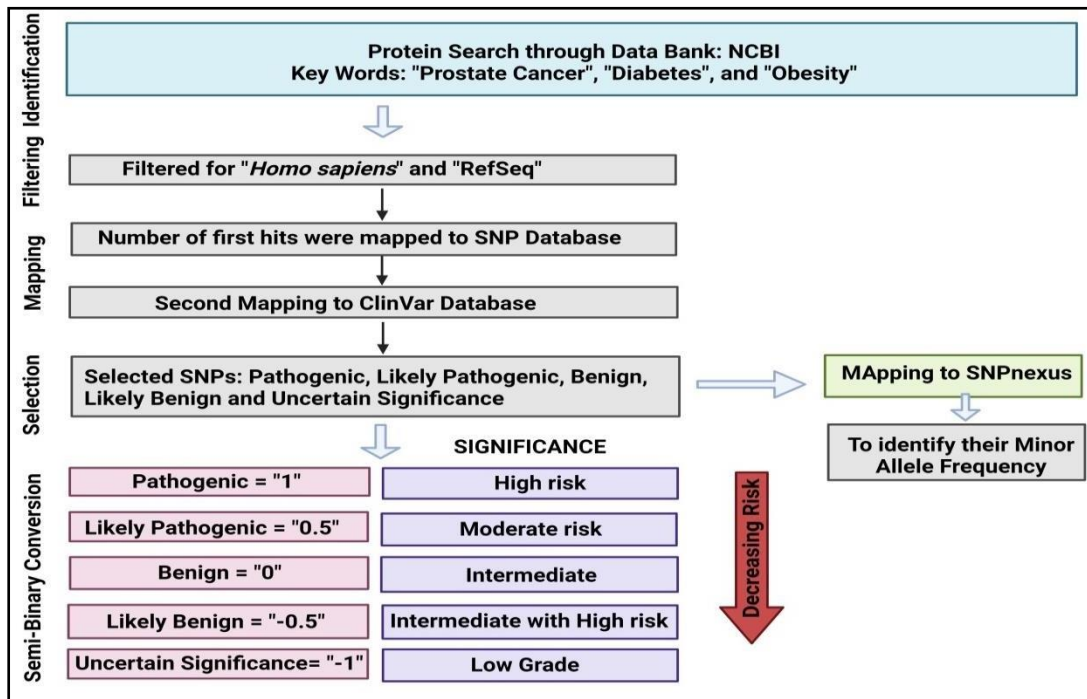 Protein Search through Data Bank: NCBI
Key Words: "Prostate Cancer", "Diabetes", and "Obesity"
Identification
Filtering
Filtered for "Homo sapiens" and "RefSeq"
Mapping
Number of first hits were mapped to SNP Database
Second Mapping to ClinVar Database
Selection
Selected SNPs: Pathogenic, Likely Pathogenic, Benign,
Likely Benign and Uncertain Significance
MApping to SNPnexus
To identify their Minor
Allele Frequency
SIGNIFICANCE
Semi-Binary Conversion
Pathogenic = "1"
High risk
Likely Pathogenic = "0.5"
Moderate risk
Benign = "0"
Intermediate
Likely Benign = "-0.5"
Intermediate with High risk
Uncertain Significance= "-1"
Low Grade
Decreasing Risk